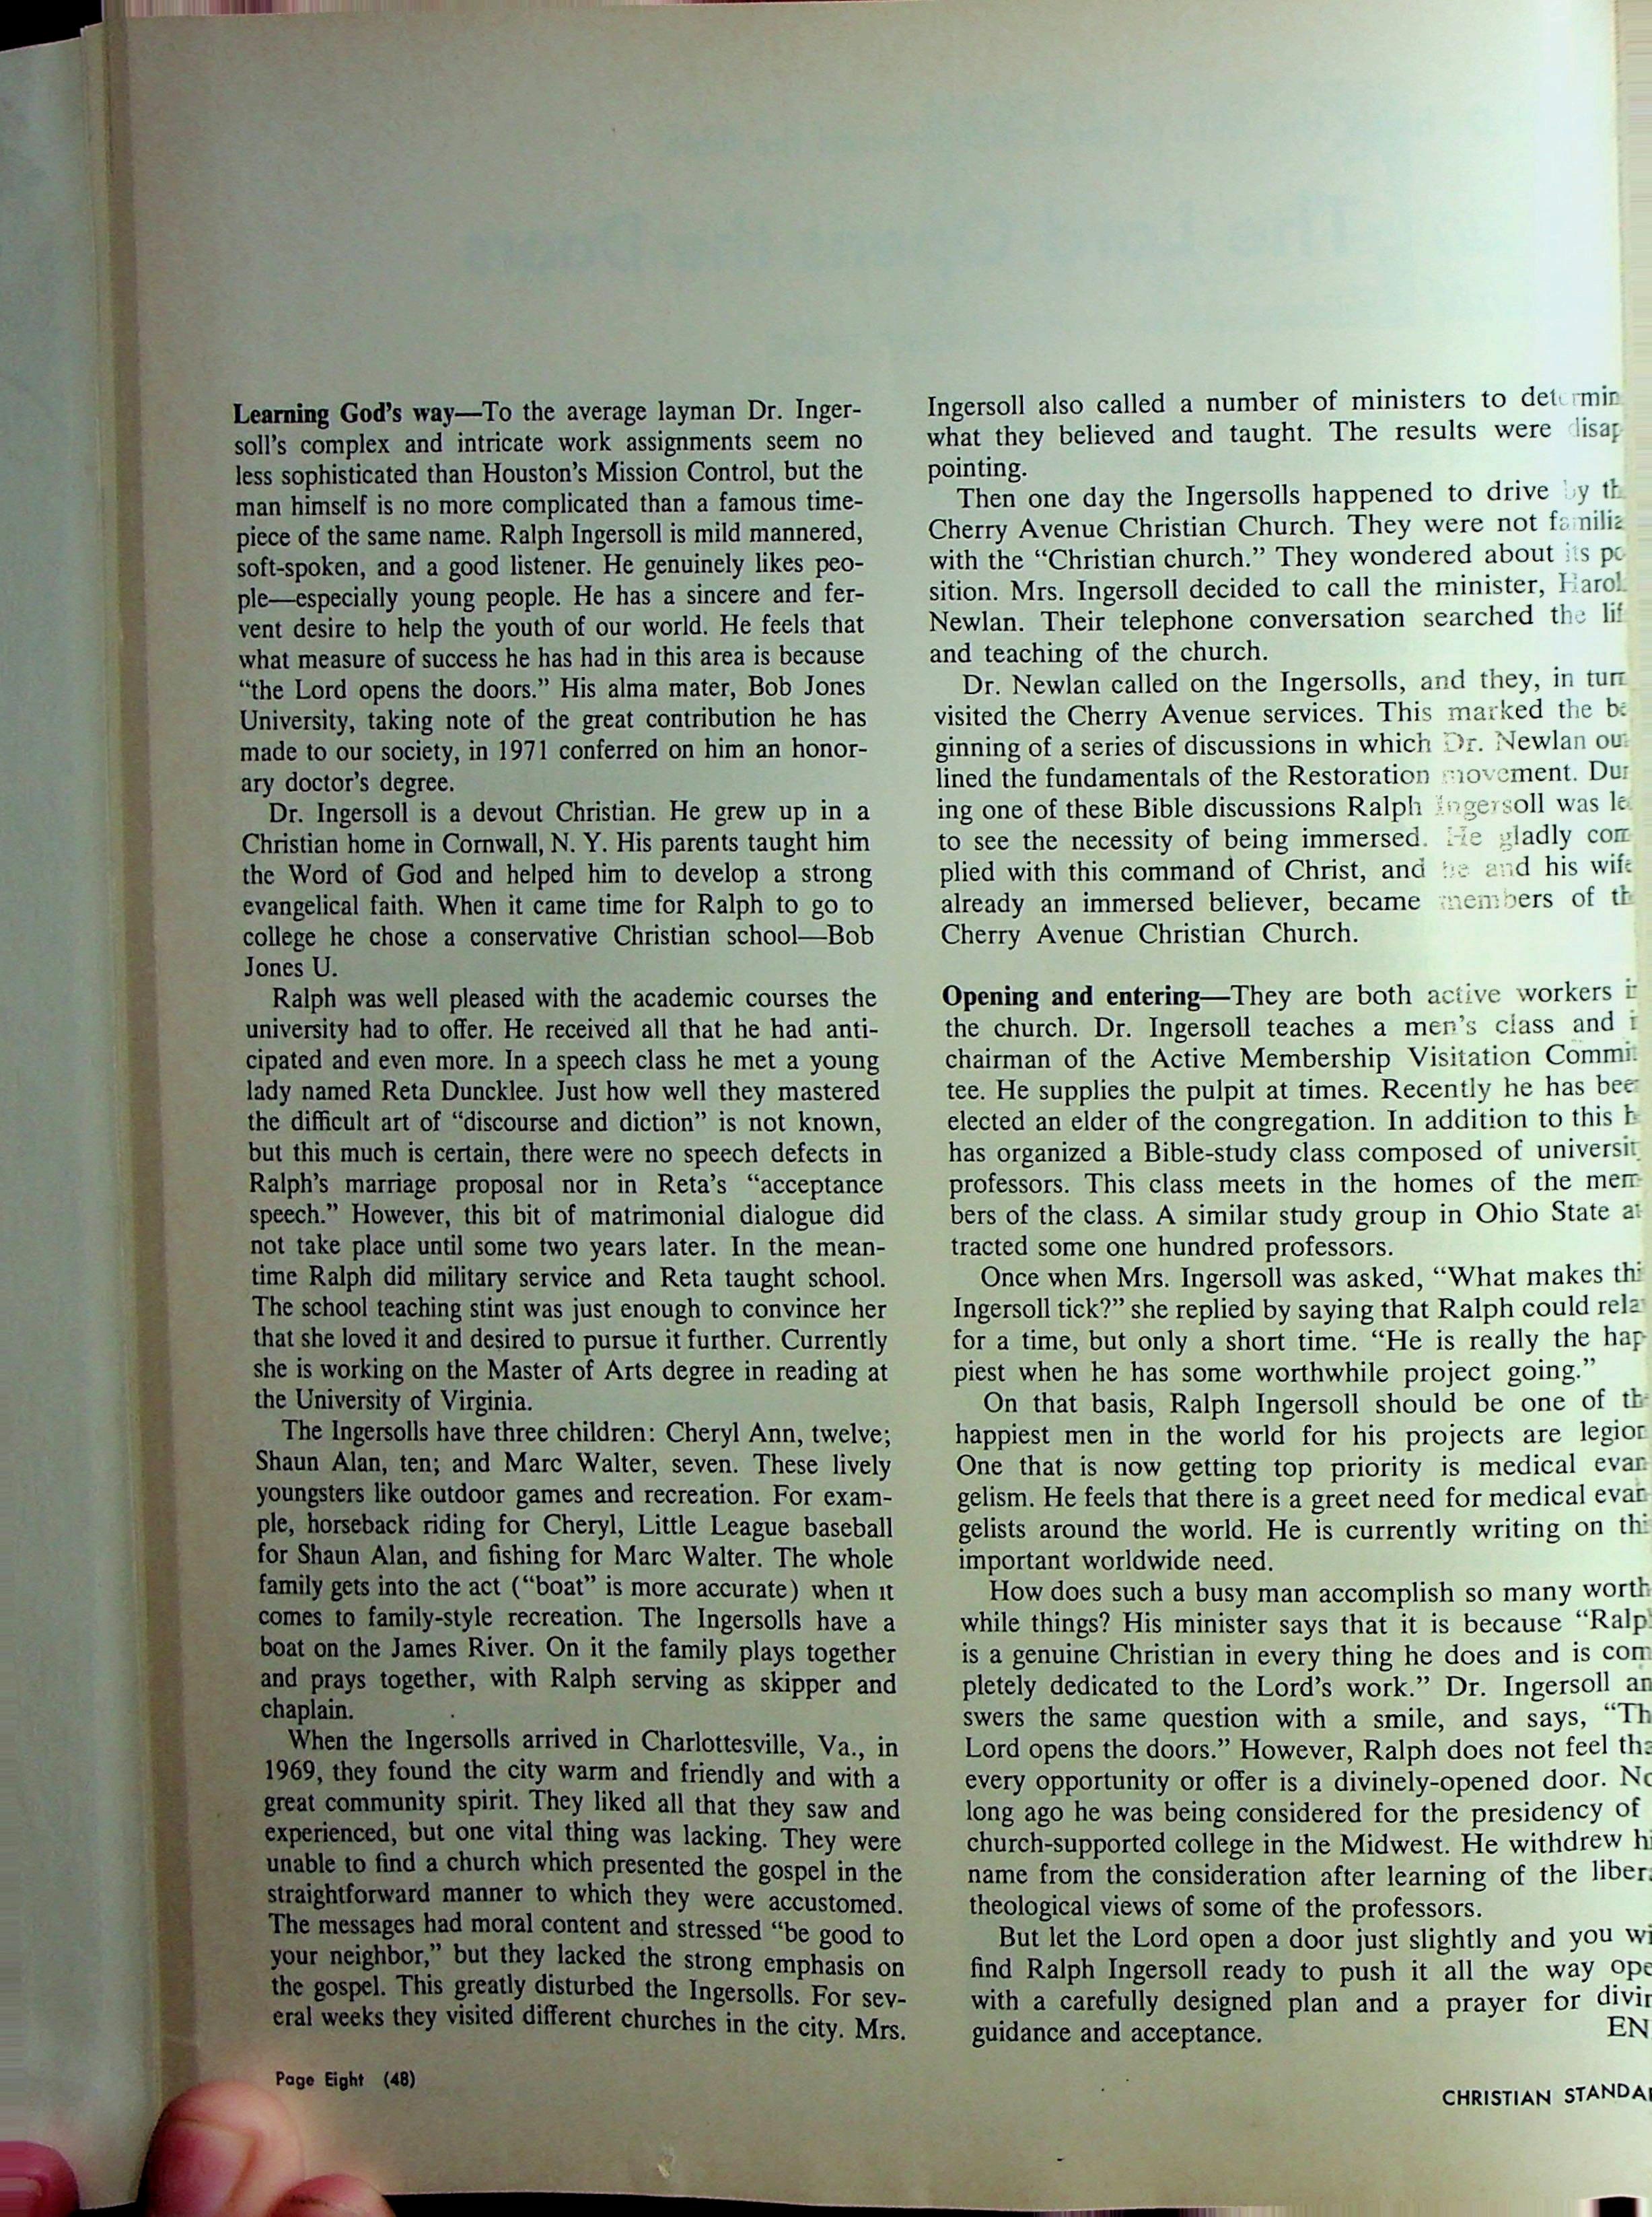 Learning God's way—To the average layman Dr. Inger-
soll's complex and intricate work assignments seem no
less sophisticated than Houston's Mission Control, but the
man himself is no more complicated than a famous time-
piece of the same name. Ralph Ingersoll is mild mannered,
soft-spoken, and a good listener. He genuinely likes peo-
ple—especially young people. He has a sincere and fer-
vent desire to help the youth of our world. He feels that
what measure of success he has had in this area is because
“the Lord opens the doors.” His alma mater, Bob Jones
University, taking note of the great contribution he has
made to our society, in 1971 conferred on him an honor-
ary doctor's degree.
Dr. Ingersoll is a devout Christian. He grew up in a
Christian home in Cornwall, N. Y. His parents taught him
the Word of God and helped him to develop a strong
evangelical faith. When it came time for Ralph to go to
college he chose a conservative Christian school—Bob
Jones U.
Ralph was well pleased with the academic courses the
university had to offer. He received all that he had anti-
cipated and even more. In a speech class he met a young
lady named Reta Duncklee. Just how well they mastered
the difficult art of “discourse and diction” is not known,
but this much is certain, there were no speech defects in
Ralph's marriage proposal nor in Reta's “acceptance
speech.” However, this bit of matrimonial dialogue did
not take place until some two years later. In the mean-
time Ralph did military service and Reta taught school.
The school teaching stint was just enough to convince her
that she loved it and desired to pursue it further. Currently
she is working on the Master of Arts degree in reading at
the University of Virginia.
The Ingersolls have three children: Cheryl Ann, twelve;
Shaun Alan, ten; and Marc Walter, seven. These lively
youngsters like outdoor games and recreation. For exam-
ple, horseback riding for Cheryl, Little League baseball
for Shaun Alan, and fishing for Marc Walter. The whole
family gets into the act (“boat” is more accurate) when it
comes to family-style recreation. The Ingersolls have a
boat on the James River. On it the family plays together
and prays together, with Ralph serving as skipper and
chaplain.
When the Ingersolls arrived in Charlottesville, Va., in
1969, they found the city warm and friendly and with a
great community spirit. They liked all that they saw and
experienced, but one vital thing was lacking. They were
unable to find a church which presented the gospel in the
straightforward manner to which they were accustomed.
The messages had moral content and stressed “be good to
your neighbor,” but they lacked the strong emphasis on
the gospel. This greatly disturbed the Ingersolls. For sev-
eral weeks they visited different churches in the city. Mrs.
Ingersoll also called a number of ministers to determin
what they believed and taught. The results were disap
pointing.
Then one day the Ingersolls happened to drive by th
Cherry Avenue Christian Church. They were not familia
with the “Christian church.” They wondered about its po
sition. Mrs. Ingersoll decided to call the minister, Harol
Newlan. Their telephone conversation searched the lif
and teaching of the church.
Dr. Newlan called on the Ingersolls, and they, in turn
visited the Cherry Avenue services. This marked the be
ginning of a series of discussions in which Dr. Newlan ou
lined the fundamentals of the Restoration movement. Dur
ing one of these Bible discussions Ralph Ingersoll was le
to see the necessity of being immersed. He gladly com
plied with this command of Christ, and he and his wife
already an immersed believer, became members of th
Cherry Avenue Christian Church.
Opening and entering—They are both active workers in
the church. Dr. Ingersoll teaches a men's class and i
chairman of the Active Membership Visitation Commit
tee. He supplies the pulpit at times. Recently he has bee
elected an elder of the congregation. In addition to this h
has organized a Bible-study class composed of universit
professors. This class meets in the homes of the mem-
bers of the class. A similar study group in Ohio State at
tracted some one hundred professors.
Once when Mrs. Ingersoll was asked, “What makes thi
Ingersoll tick?” she replied by saying that Ralph could rela
for a time, but only a short time. “He is really the hap-
piest when he has some worthwhile project going.”
On that basis, Ralph Ingersoll should be one of th
happiest men in the world for his projects are legion
One that is now getting top priority is medical evan
gelism. He feels that there is a greet need for medical evan
gelists around the world. He is currently writing on thi
important worldwide need.
How does such a busy man accomplish so many worth
while things? His minister says that it is because “Ralp
is a genuine Christian in every thing he does and is com
pletely dedicated to the Lord's work.” Dr. Ingersoll an
swers the same question with a smile, and says, “Th
Lord opens the doors.” However, Ralph does not feel tha
every opportunity or offer is a divinely-opened door. No
long ago he was being considered for the presidency of
church-supported college in the Midwest. He withdrew hi
name from the consideration after learning of the liber
theological views of some of the professors.
But let the Lord open a door just slightly and you wi
find Ralph Ingersoll ready to push it all the way ope
with a carefully designed plan and a prayer for divin
guidance and acceptance.
EN
Page Eight (48)
CHRISTIAN STANDA